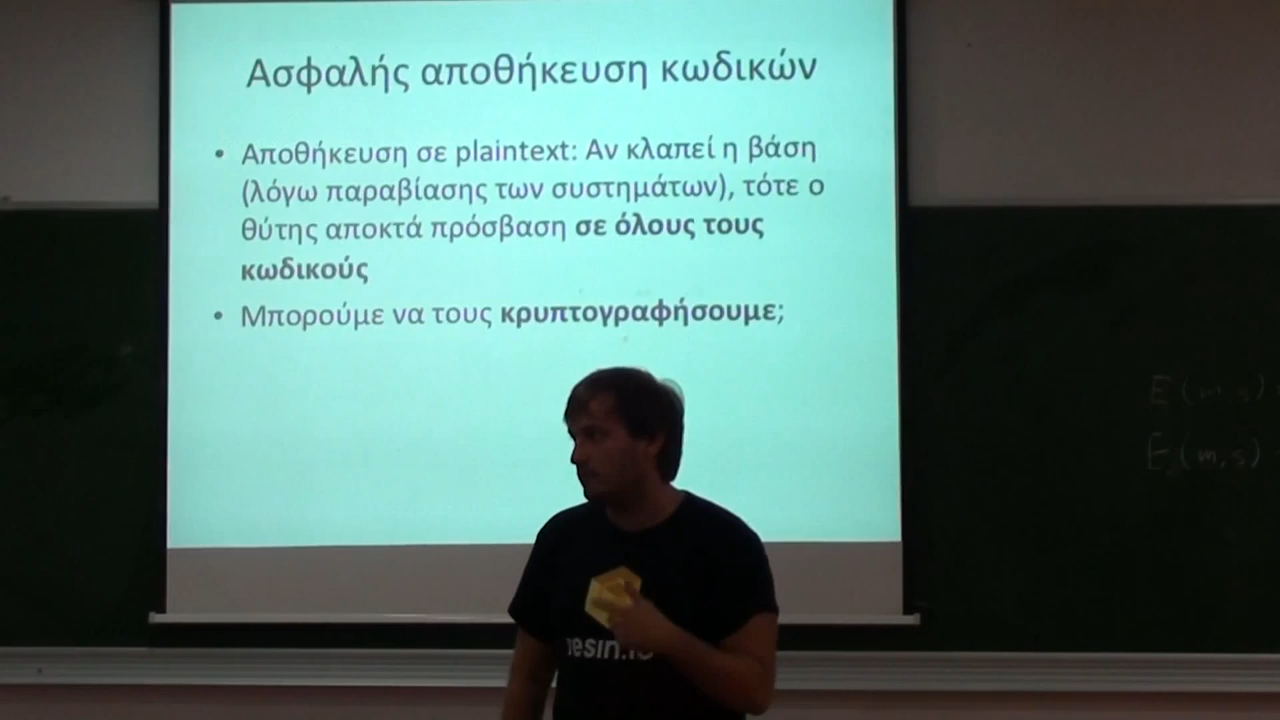 Ασφαλής αποθήκευση κωδικών
• Αποθήκευση σε plaintext: Αν κλαπεί η βάση
(λόγω παραβίασης των συστημάτων), τότε ο
θύτης αποκτά πρόσβαση σε όλους τους
κωδικούς
• Μπορούμε να τους κρυπτογραφήσουμε;
E (m, s)
E (m, s)